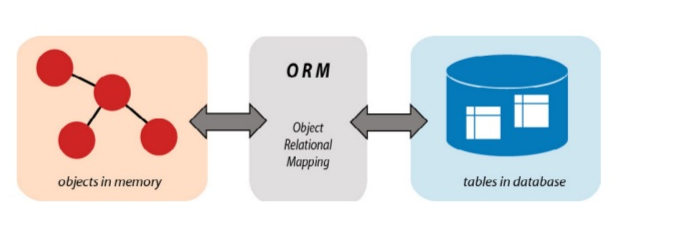 ORM
Object
Relational
Mapping
objects in memory
tables in database